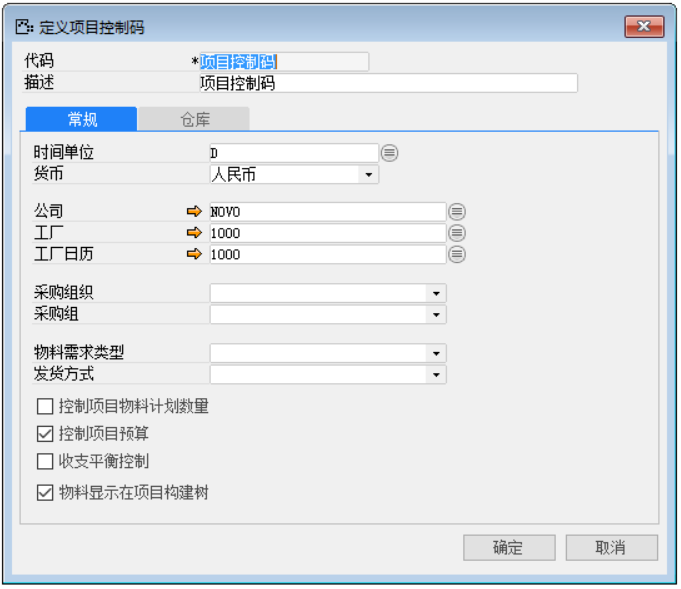 定义项目控制码
代码 *项目控制码
描述 项目控制码
常规 仓库
时间单位 D
货币 人民币
公司 NOVO
工厂 1000
工厂日历 1000
采购组织
采购组
物料需求类型
发货方式
控制项目物料计划数量
控制项目预算
收支平衡控制
物料显示在项目构建树
确定 取消